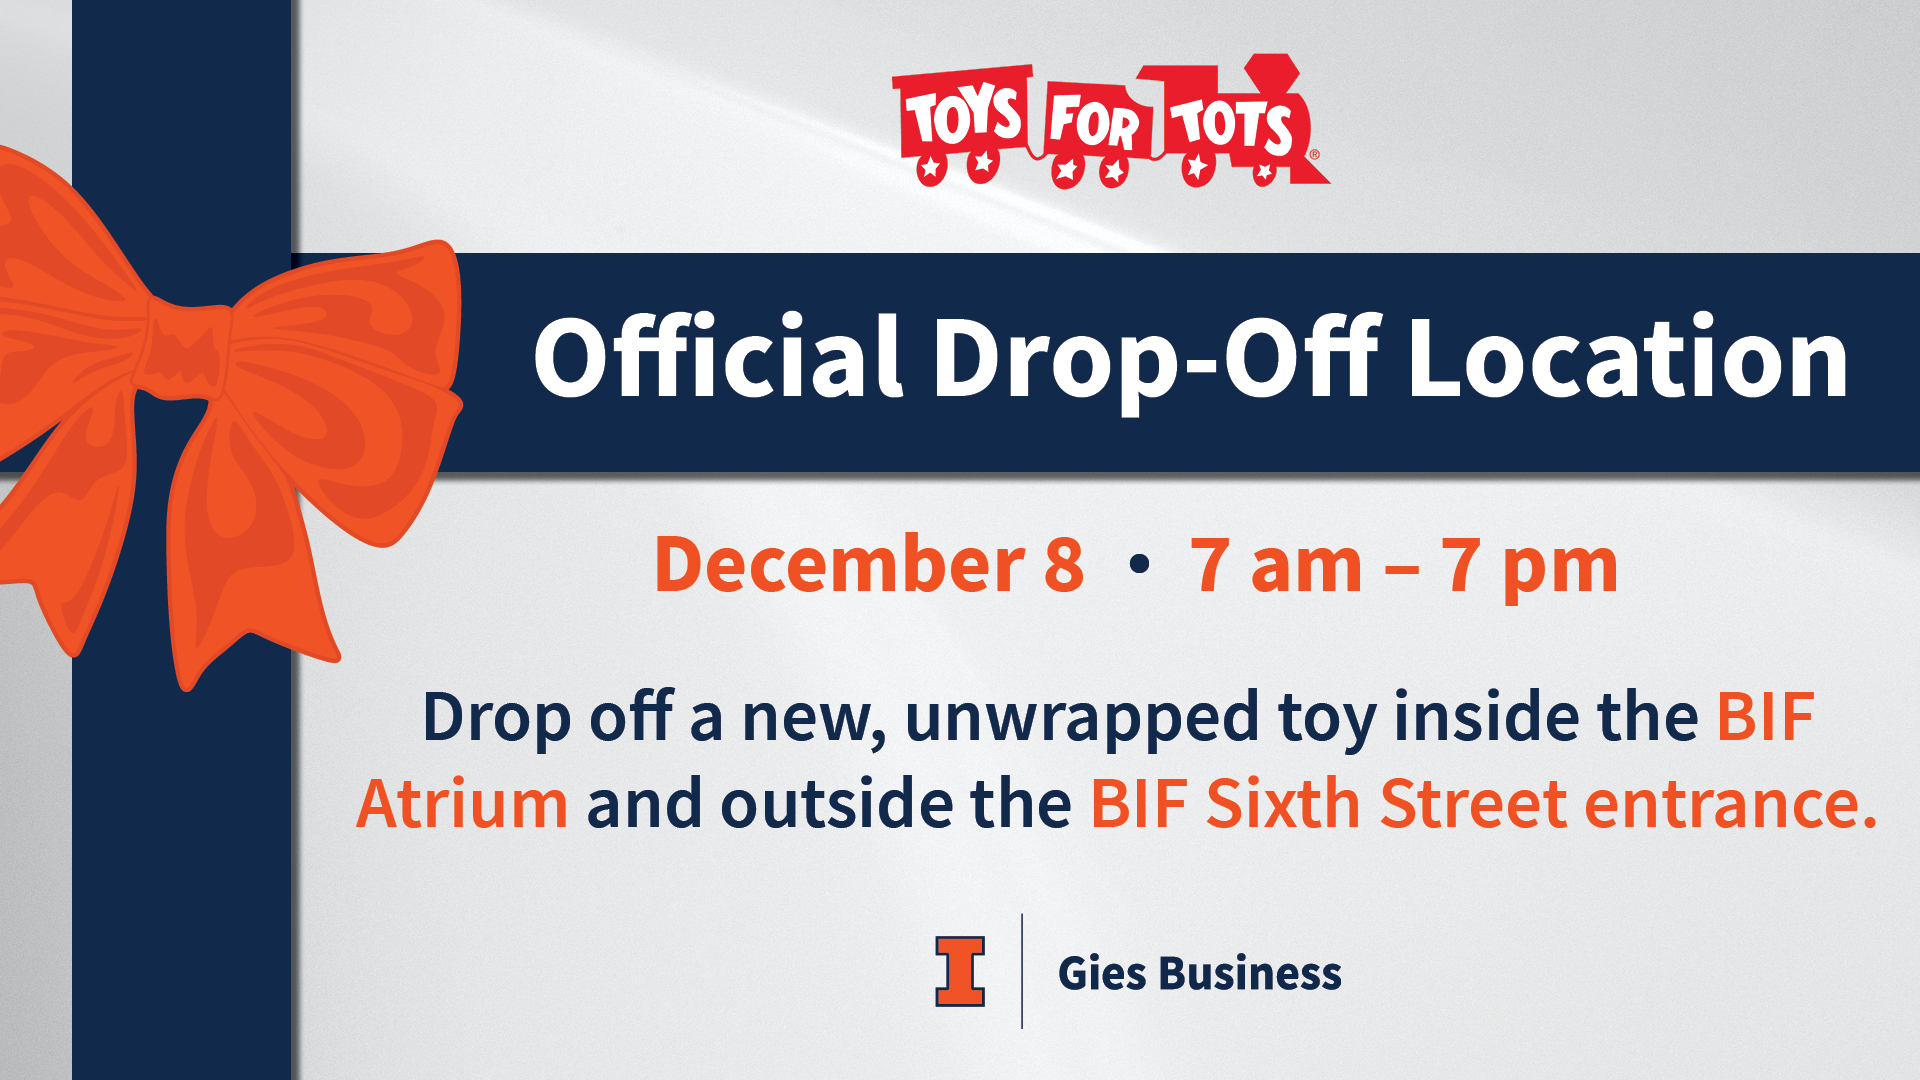 TOYS FOR TOTS®
Official Drop-Off Location
December 8 • 7 am – 7 pm
Drop off a new, unwrapped toy inside the BIF
Atrium and outside the BIF Sixth Street entrance.
I
Gies Business